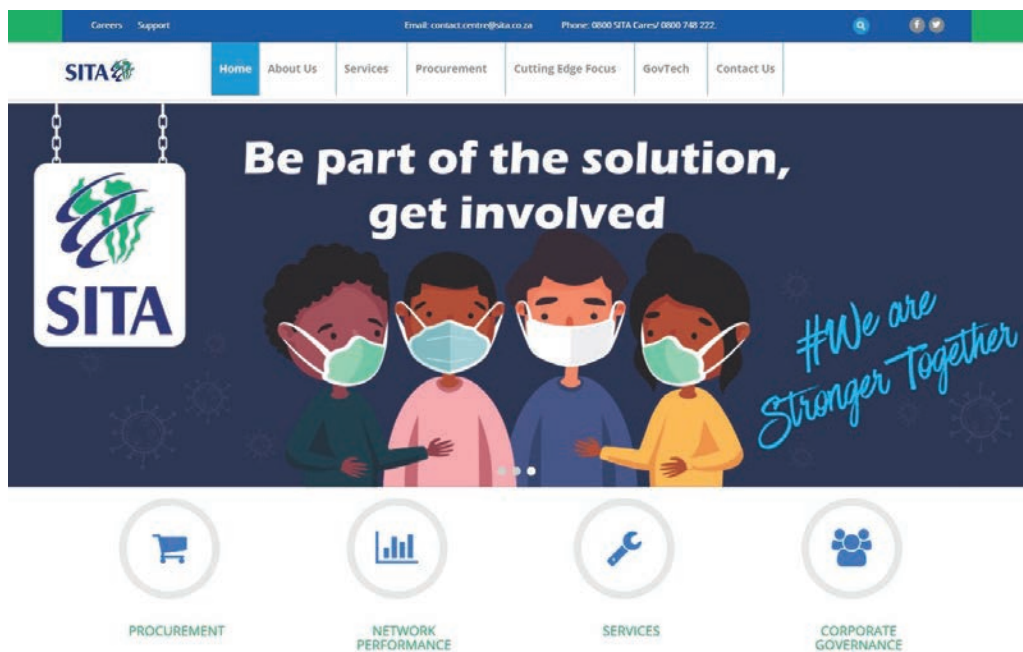 Careers Support Email: contact.centre@sita.co.za Phone: 0800 SITA Cares/ 0800 748 222.
SITA Home About Us Services Procurement Cutting Edge Focus GovTech Contact Us
Be part of the solution,
get involved
SITA
#We are
Stronger Together
PROCUREMENT
NETWORK
PERFORMANCE
SERVICES
CORPORATE
GOVERNANCE